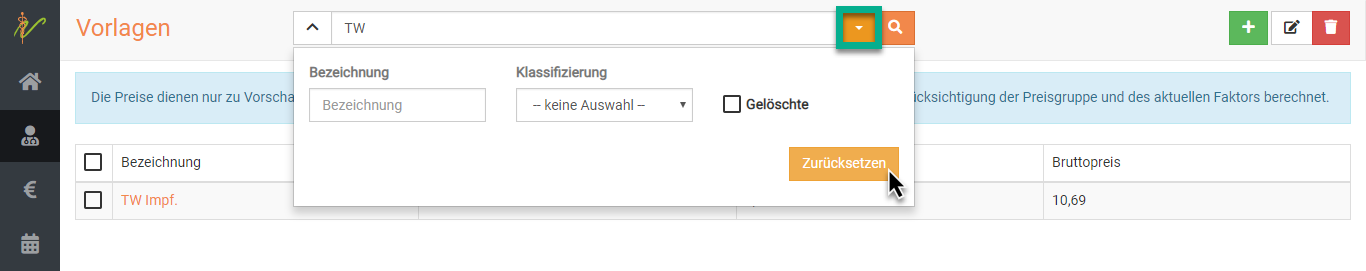 Vorlagen
TW
Bezeichnung
Klassifizierung
Bezeichnung
-- keine Auswahl --
Gelöschte
Zurücksetzen
Die Preise dienen nur zu Vorscha
cksichtigung der Preisgruppe und des aktuellen Faktors berechnet.
Bezeichnung
Bruttopreis
TW Impf.
10,69